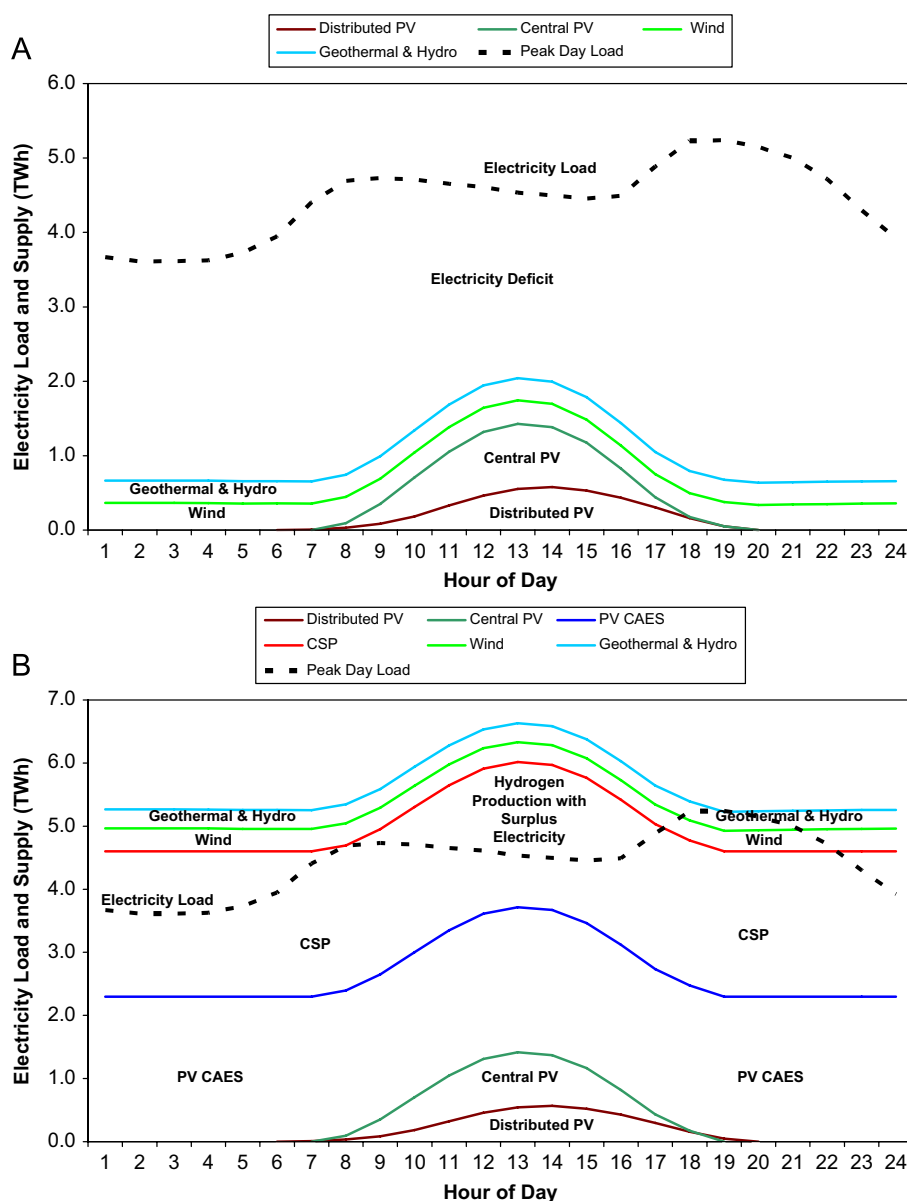 A
Distributed PV Central PV Wind
Geothermal & Hydro Peak Day Load
Electricity Load and Supply (TWh)
6.0
5.0
4.0
3.0
2.0
1.0
0.0
Electricity Load
Electricity Deficit
Central PV
Geothermal & Hydro
Wind
Distributed PV
1 2 3 4 5 6 7 8 9 10 11 12 13 14 15 16 17 18 19 20 21 22 23 24
Hour of Day
B
Distributed PV Central PV PV CAES
CSP Wind Geothermal & Hydro
Peak Day Load
Electricity Load and Supply (TWh)
7.0
6.0
5.0
4.0
3.0
2.0
1.0
0.0
Hydrogen
Production with
Surplus
Electricity
Geothermal & Hydro
Geothermal & Hydro
Wind
Wind
Electricity Load
CSP
CSP
PV CAES
Central PV
PV CAES
Distributed PV
1 2 3 4 5 6 7 8 9 10 11 12 13 14 15 16 17 18 19 20 21 22 23 24
Hour of Day